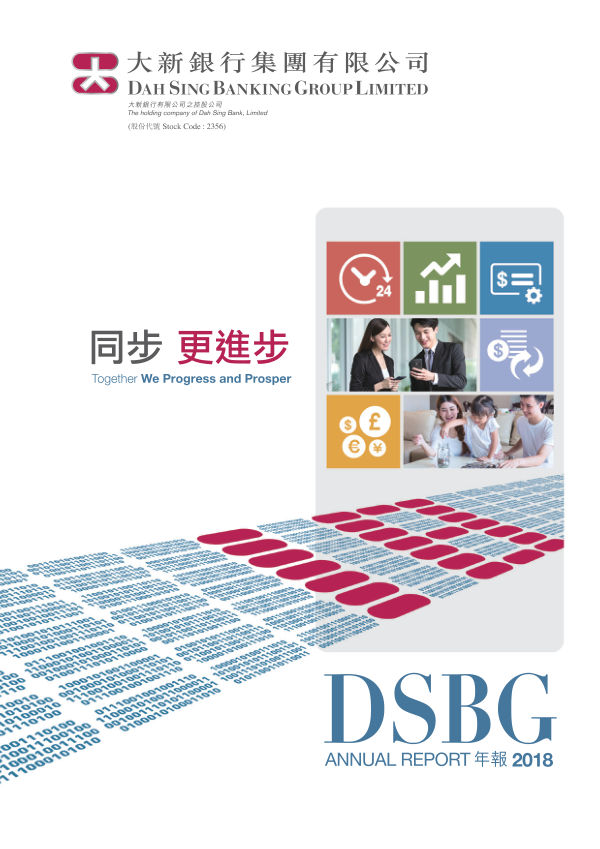 大
大新銀行集團有限公司
DAH SING BANKING GROUP LIMITED
大新銀行有限公司之控股公司
The holding company of Dah Sing Bank, Limited
(股份代號 Stock Code : 2356)
24
$
$
$ £
€ ¥
同步 更進步
Together We Progress and Prosper
DSBG
ANNUAL REPORT 年報 2018